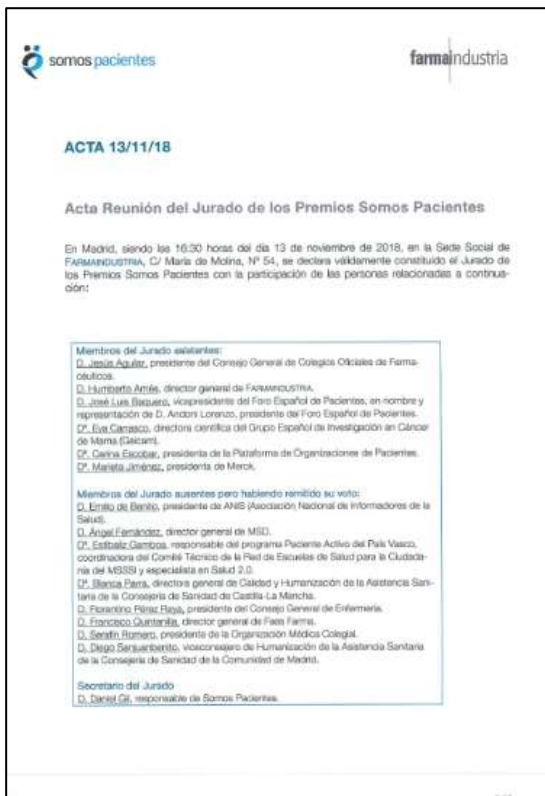 somos pacientes
farmaindustria
ACTA 13/11/18
Acta Reunión del Jurado de los Premios Somos Pacientes
En Madrid, siendo las 16:30 horas del día 13 de noviembre de 2018, en la Sede Social de
FARMAINDUSTRIA, C/ María de Molina, Nº 54, se declara válidamente constituido el Jurado de
los Premios Somos Pacientes con la participación de las personas relacionadas a continua-
ción:
Miembros del Jurado asistentes:
D. Jesús Aguilar, presidente del Consejo General de Colegios Oficiales de Farma-
céuticos.
D. Humberto Arnés, director general de FARMAINDUSTRIA.
D. José Luis Baquero, vicepresidente del Foro Español de Pacientes, en nombre y
representación de D. Andoni Lorenzo, presidente del Foro Español de Pacientes.
Dª. Eva Carrasco, directora científica del Grupo Español de Investigación en Cáncer
de Mama (Geicam).
Dª. Carina Escobar, presidenta de la Plataforma de Organizaciones de Pacientes.
Dª. Marieta Jiménez, presidenta de Merck.
Miembros del Jurado ausentes pero habiendo remitido su voto:
D. Emilio de Benito, presidente de ANIS (Asociación Nacional de Informadores de la
Salud).
D. Ángel Fernández, director general de MSD.
Dª. Estíbaliz Gamboa, responsable del programa Paciente Activo del País Vasco,
coordinadora del Comité Técnico de la Red de Escuelas de Salud para la Ciudada-
nía del MSSSI y especialista en Salud 2.0.
Dª. Blanca Parra, directora general de Calidad y Humanización de la Asistencia Sani-
taria de la Consejería de Sanidad de Castilla-La Mancha.
D. Florentino Pérez Raya, presidente del Consejo General de Enfermería.
D. Francisco Quintanilla, director general de Faes Farma.
D. Serafín Romero, presidente de la Organización Médica Colegial.
D. Diego Sanjuanbenito, viceconsejero de Humanización de la Asistencia Sanitaria
de la Consejería de Sanidad de la Comunidad de Madrid.
Secretario del Jurado
D. Daniel Gil, responsable de Somos Pacientes.